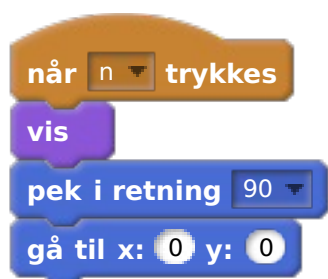 når n trykkes
vis
pek i retning 90
gå til x: 0 y: 0